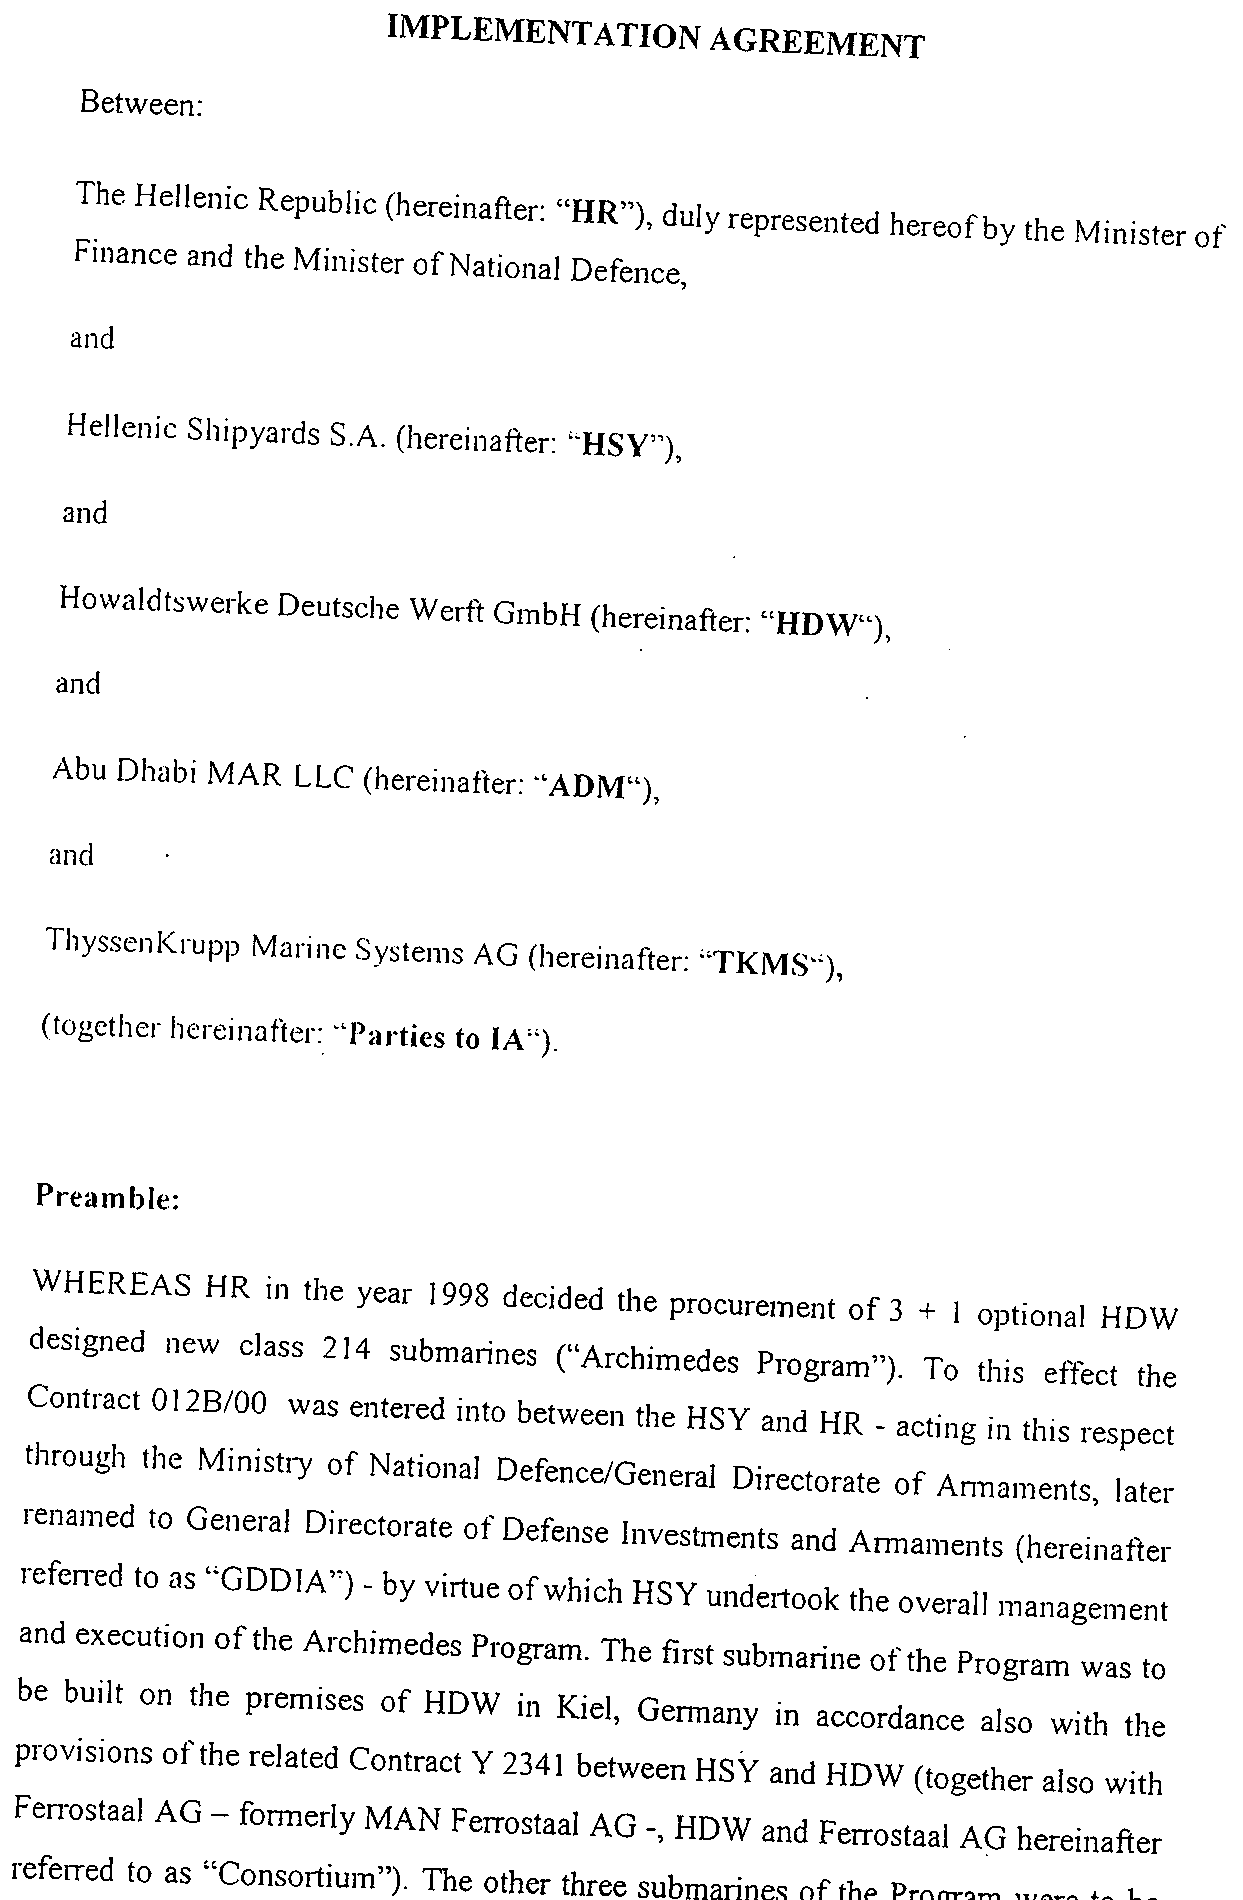 IMPLEMENTATION AGREEMENT
Between:
The Hellenic Republic (hereinafter: “HR”), duly represented hereof by the Minister of
Finance and the Minister of National Defence,
and
Hellenic Shipyards S.A. (hereinafter: “HSY”),
and
Howaldtswerke Deutsche Werft GmbH (hereinafter: “HDW“),
and
Abu Dhabi MAR LLC (hereinafter: “ADM“),
and
ThyssenKrupp Marine Systems AG (hereinafter: “TKMS“),
(together hereinafter: “Parties to IA“).
Preamble:
WHEREAS HR in the year 1998 decided the procurement of 3 + 1 optional HDW
designed new class 214 submarines (“Archimedes Program”). To this effect the
Contract 012B/00 was entered into between the HSY and HR - acting in this respect
through the Ministry of National Defence/General Directorate of Armaments, later
renamed to General Directorate of Defense Investments and Armaments (hereinafter
referred to as “GDDIA”) - by virtue of which HSY undertook the overall management
and execution of the Archimedes Program. The first submarine of the Program was to
be built on the premises of HDW in Kiel, Germany in accordance also with the
provisions of the related Contract Y 2341 between HSY and HDW (together also with
Ferrostaal AG – formerly MAN Ferrostaal AG -, HDW and Ferrostaal AG hereinafter
referred to as “Consortium”). The other three submarines of the Program were to be